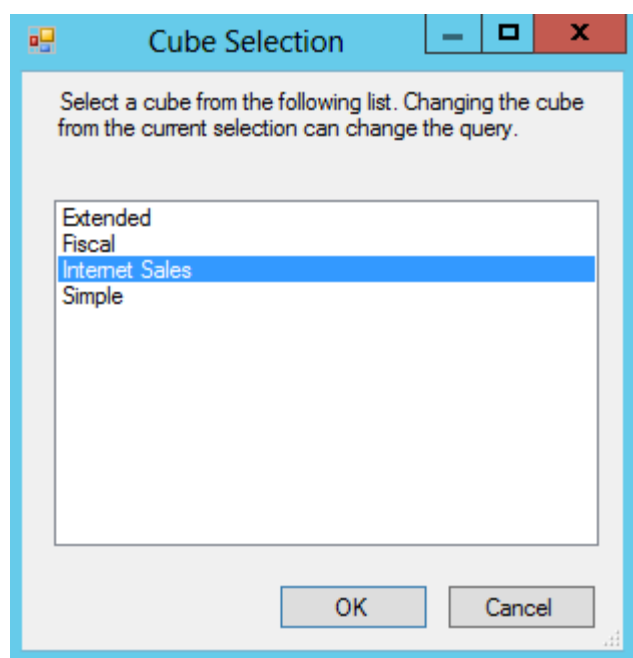 Cube Selection
Select a cube from the following list. Changing the cube
from the current selection can change the query.
Extended
Fiscal
Internet Sales
Simple
OK
Cancel